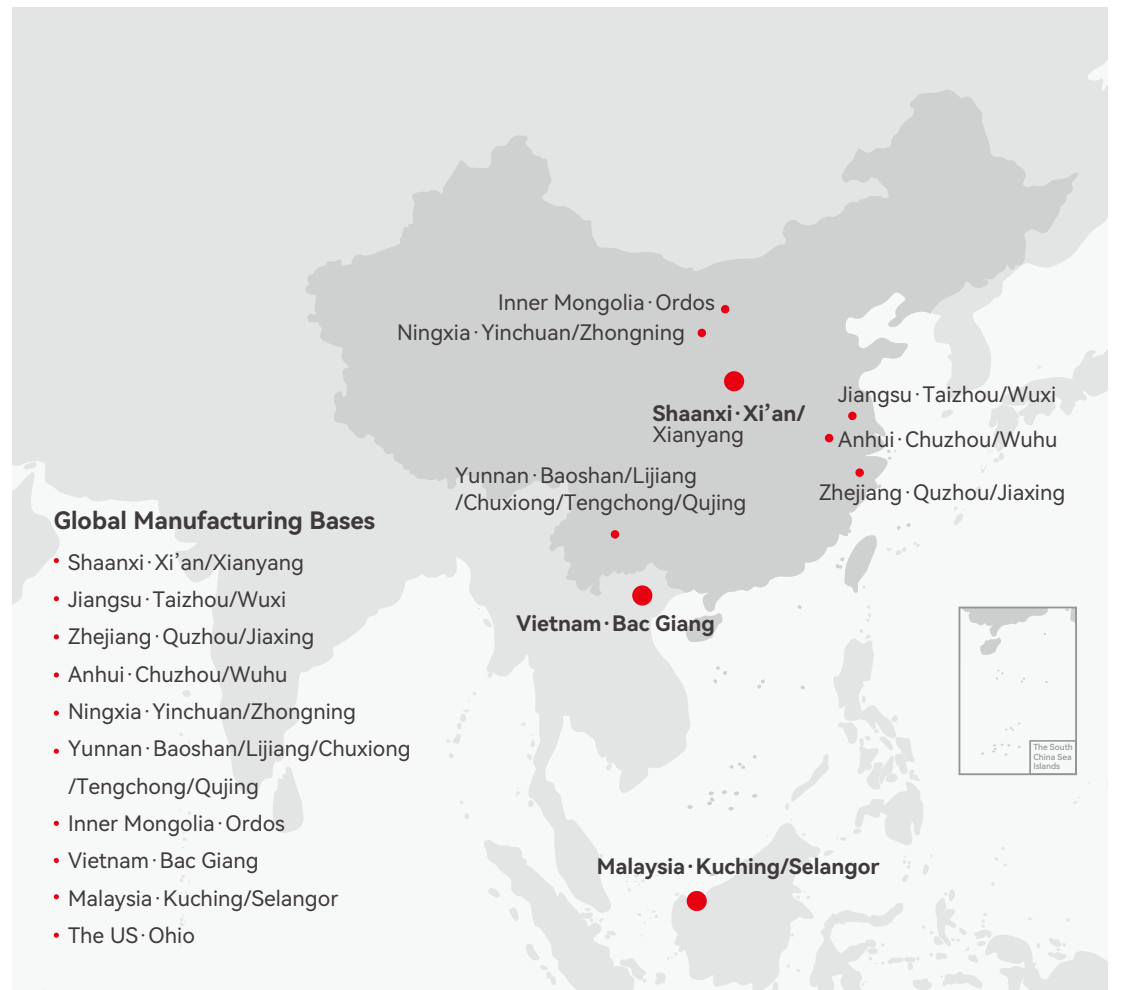 Inner Mongolia·Ordos
Ningxia·Yinchuan/Zhongning
Shaanxi·Xi’an/
Xianyang
Jiangsu·Taizhou/Wuxi
Anhui·Chuzhou/Wuhu
Zhejiang·Quzhou/Jiaxing
Yunnan·Baoshan/Lijiang
/Chuxiong/Tengchong/Qujing
Vietnam·Bac Giang
Malaysia·Kuching/Selangor
Global Manufacturing Bases
• Shaanxi·Xi’an/Xianyang
• Jiangsu·Taizhou/Wuxi
• Zhejiang·Quzhou/Jiaxing
• Anhui·Chuzhou/Wuhu
• Ningxia·Yinchuan/Zhongning
• Yunnan·Baoshan/Lijiang/Chuxiong
/Tengchong/Qujing
• Inner Mongolia·Ordos
• Vietnam·Bac Giang
• Malaysia·Kuching/Selangor
• The US·Ohio
The South
China Sea
Islands